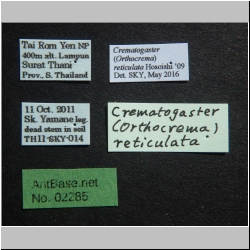 Tai Rom Yen NP
400m alt. Lampun
Surat Thani
Prov., S. Thailand
Crematogaster
(Orthocrema)
reticulata Hosoishi '09
Det. SKY, May 2016
11 Oct. 2011
Sk. Yamane leg.
dead stem in soil
TH11-SKY-014
Crematogaster
(Orthocrema)
reticulata
AntBase.net
No. 02285